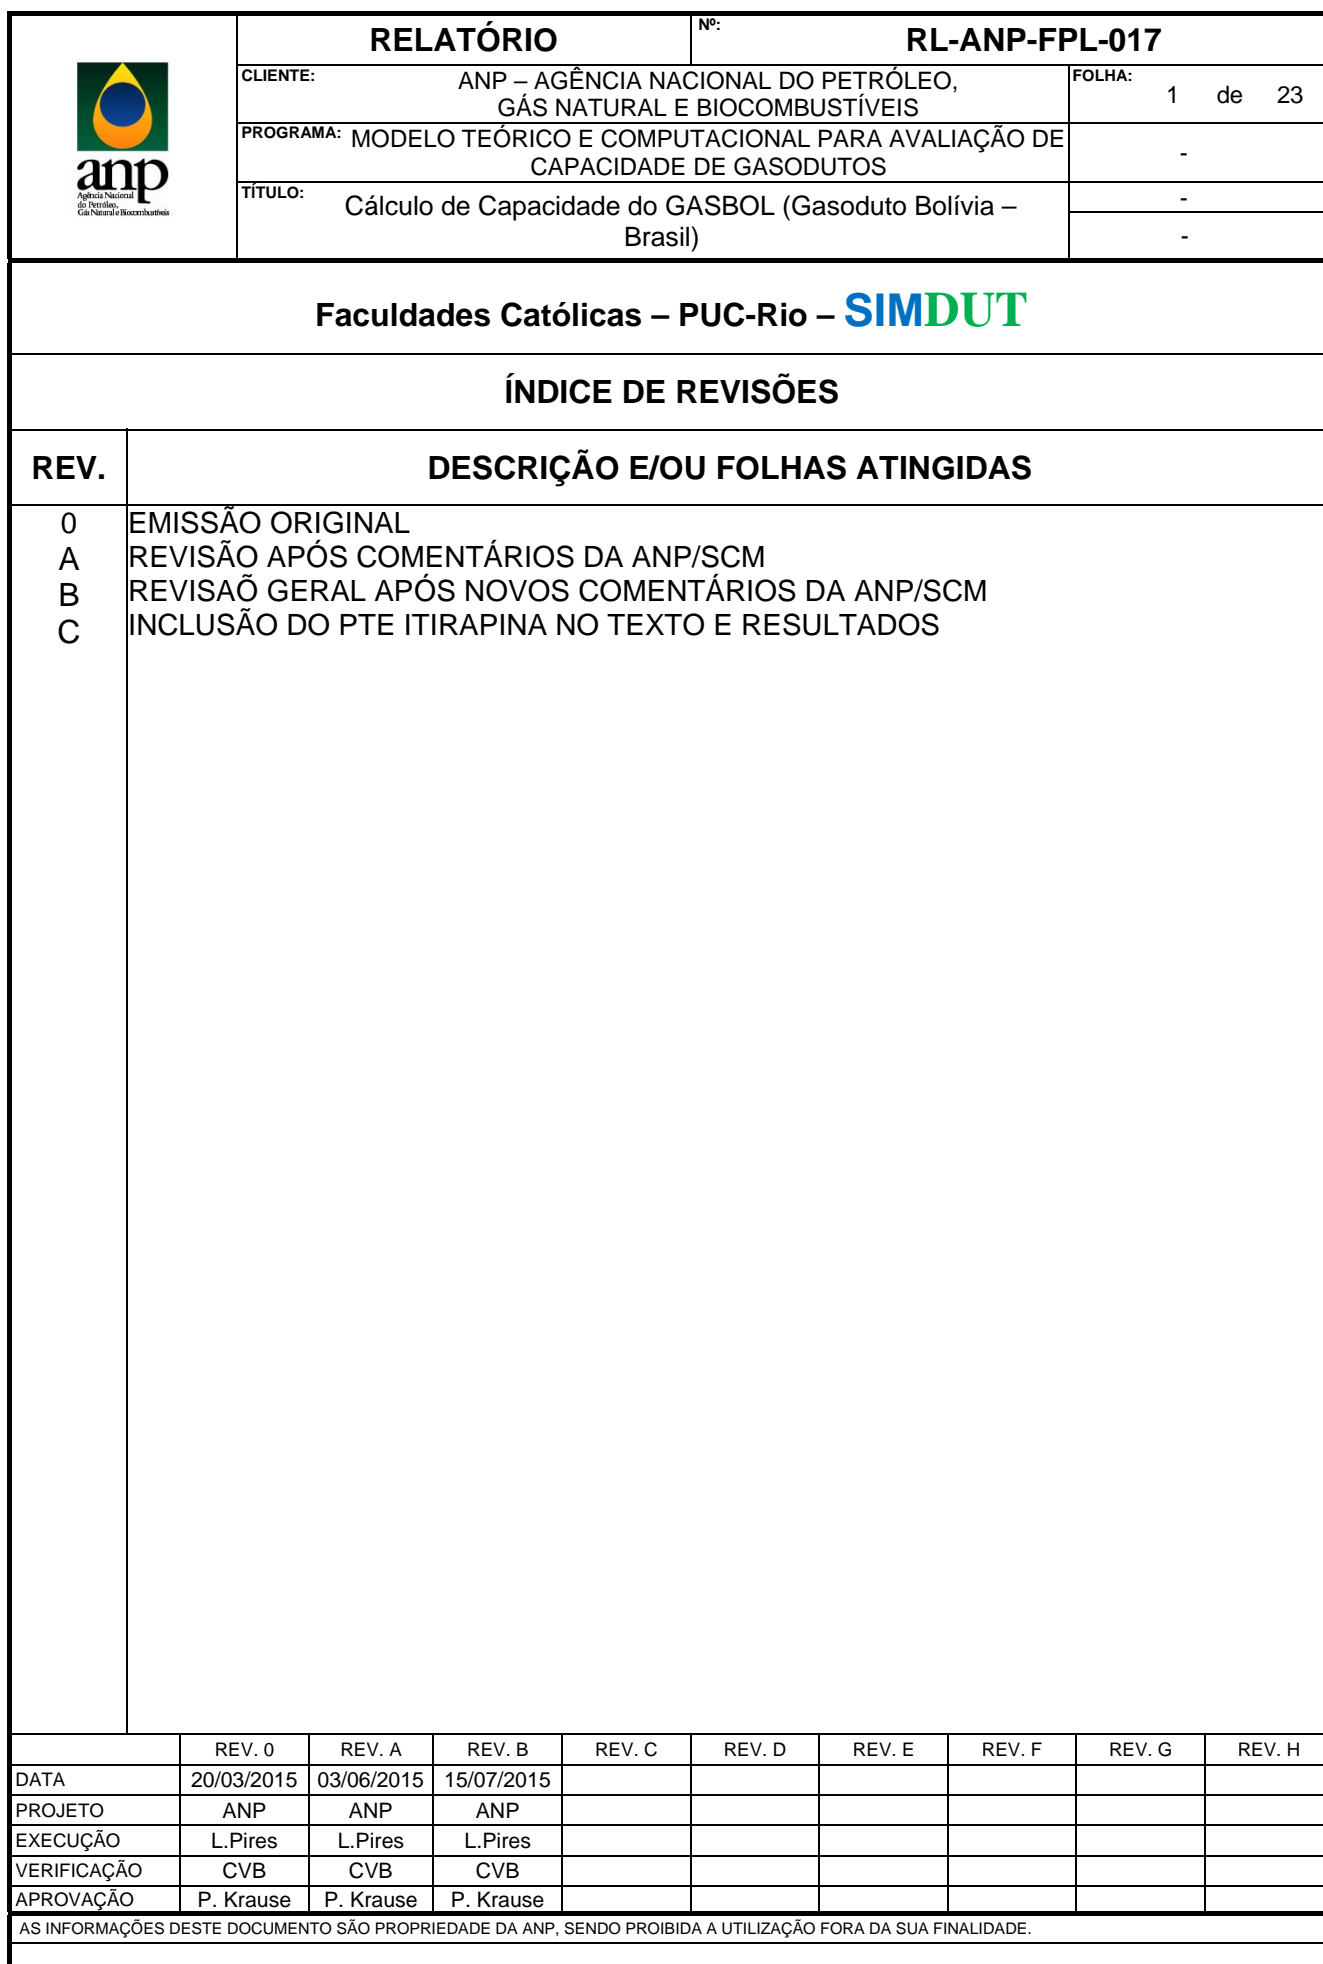 anp
Agência Nacional
do Petróleo,
Gás Natural e Biocombustíveis
RELATÓRIO
Nº:
RL-ANP-FPL-017
CLIENTE:
ANP – AGÊNCIA NACIONAL DO PETRÓLEO,
GÁS NATURAL E BIOCOMBUSTÍVEIS
FOLHA:
1 de 23
PROGRAMA:
MODELO TEÓRICO E COMPUTACIONAL PARA AVALIAÇÃO DE
CAPACIDADE DE GASODUTOS
-
TÍTULO:
Cálculo de Capacidade do GASBOL (Gasoduto Bolívia –
Brasil)
-
-
Faculdades Católicas – PUC-Rio – SIMDUT
ÍNDICE DE REVISÕES
REV. DESCRIÇÃO E/OU FOLHAS ATINGIDAS
0 EMISSÃO ORIGINAL
A REVISÃO APÓS COMENTÁRIOS DA ANP/SCM
B REVISAÕ GERAL APÓS NOVOS COMENTÁRIOS DA ANP/SCM
C INCLUSÃO DO PTE ITIRAPINA NO TEXTO E RESULTADOS
REV. 0 REV. A REV. B REV. C REV. D REV. E REV. F REV. G REV. H
DATA 20/03/2015 03/06/2015 15/07/2015
PROJETO ANP ANP ANP
EXECUÇÃO L.Pires L.Pires L.Pires
VERIFICAÇÃO CVB CVB CVB
APROVAÇÃO P. Krause P. Krause P. Krause
AS INFORMAÇÕES DESTE DOCUMENTO SÃO PROPRIEDADE DA ANP, SENDO PROIBIDA A UTILIZAÇÃO FORA DA SUA FINALIDADE.